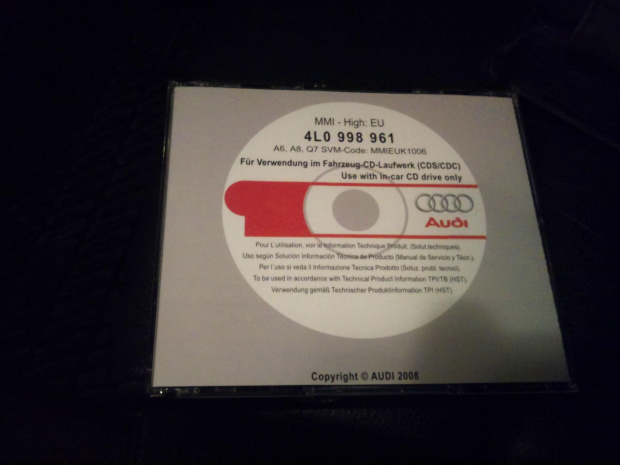 MMI - High: EU
4L0 998 961
A6, A8, Q7 SVM-Code: MMIEUK1006
Für Verwendung im Fahrzeug-CD-Laufwerk (CDS/CDC)
Use with in-car CD drive only
Audi
Pour L'utilisation, voir le Information Technique Produit, (Solut.techniques).
Uso según Solución Información Técnica de Producto (Manual de Servicio y Técn.).
Per l'uso si veda il Informazione Tecnica Prodotto (Soluz. probl. tecnici).
To be used in accordance with Technical Product Information TPI/TB (HST)
Verwendung gemäß Technischer Produktinformation TPI (HST)
Copyright © AUDI 2008